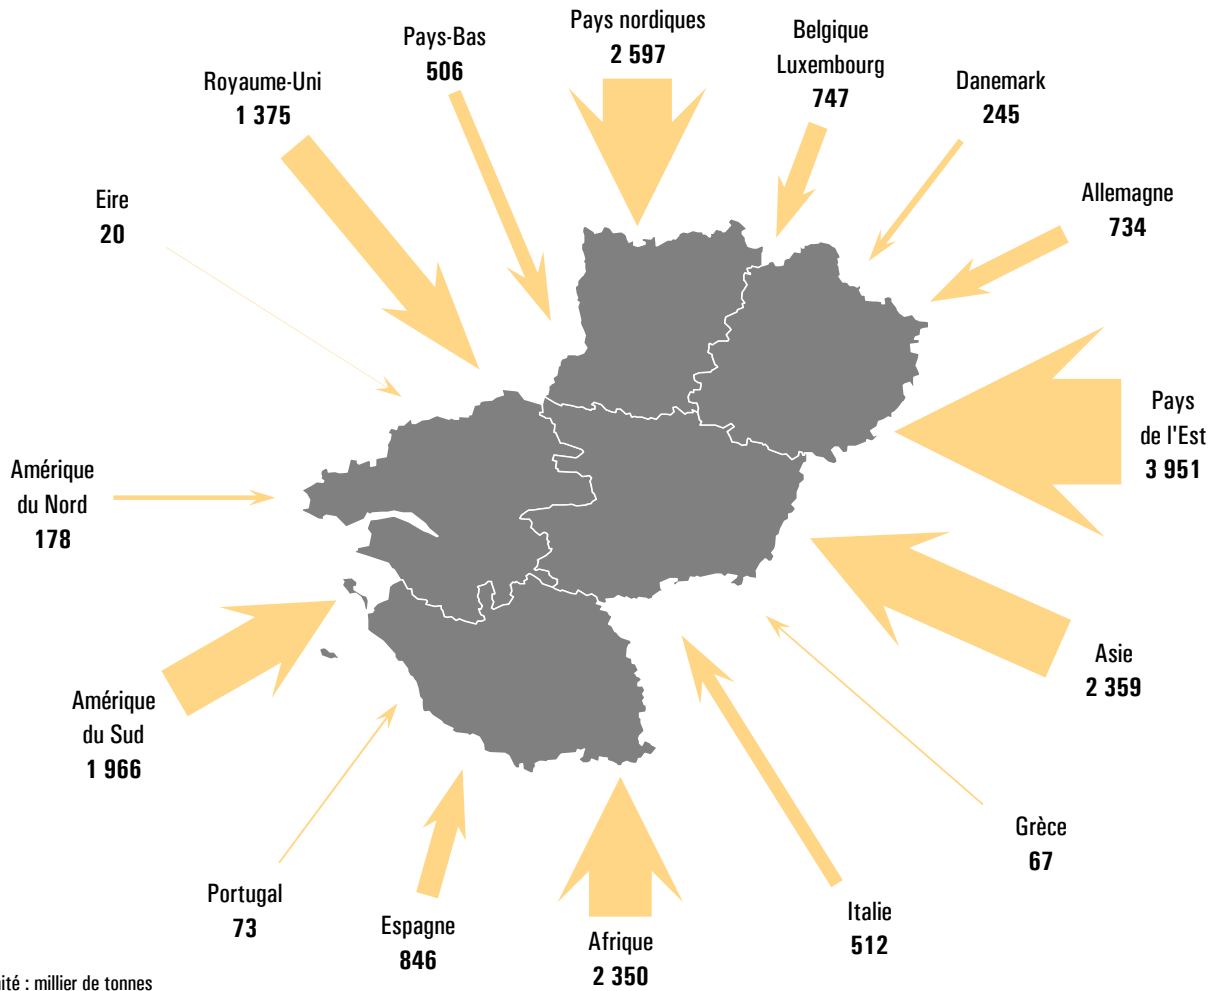 Pays nordiques
2 597
Belgique
Luxembourg
747
Pays-Bas
506
Royaume-Uni
1 375
Danemark
245
Eire
20
Allemagne
734
Pays
de l'Est
3 951
Amérique
du Nord
178
Asie
2 359
Amérique
du Sud
1 966
Grèce
67
Portugal
73
Espagne
846
Afrique
2 350
Italie
512
ité : millier de tonnes